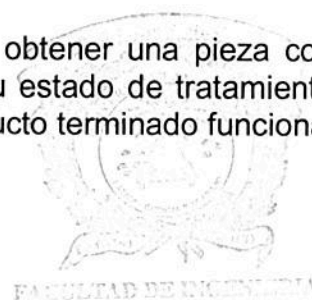 obtener una pieza co
u estado de tratamient
ucto terminado funciona
FACULTAD DE INGENIERIA